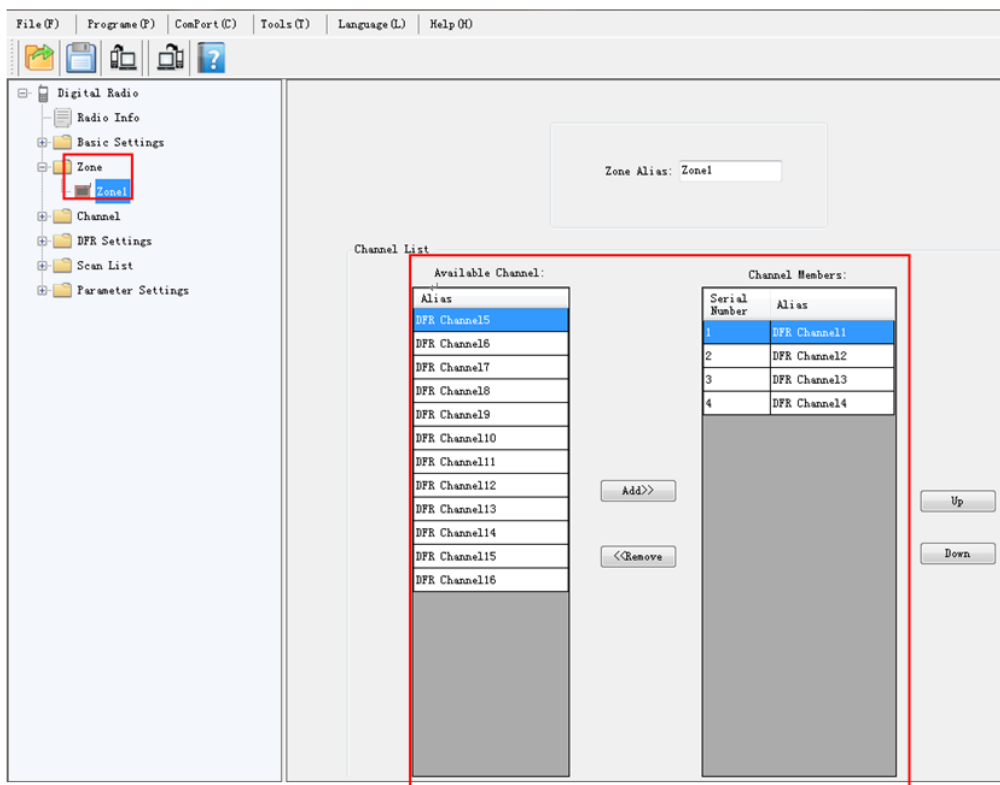 File(F) Programe(P) ComPort(C) Tools(T) Language(L) Help(H)
?
Digital Radio
Radio Info
Basic Settings
Zone
Zone1
Channel
DFR Settings
Scan List
Parameter Settings
Zone Alias: Zone1
Channel List
Available Channel:
Alias
DFR Channel5
DFR Channel6
DFR Channel7
DFR Channel8
DFR Channel9
DFR Channel10
DFR Channel11
DFR Channel12
DFR Channel13
DFR Channel14
DFR Channel15
DFR Channel16
Add>>
<<Remove
Channel Members:
Serial Number Alias
1 DFR Channel1
2 DFR Channel2
3 DFR Channel3
4 DFR Channel4
Up
Down